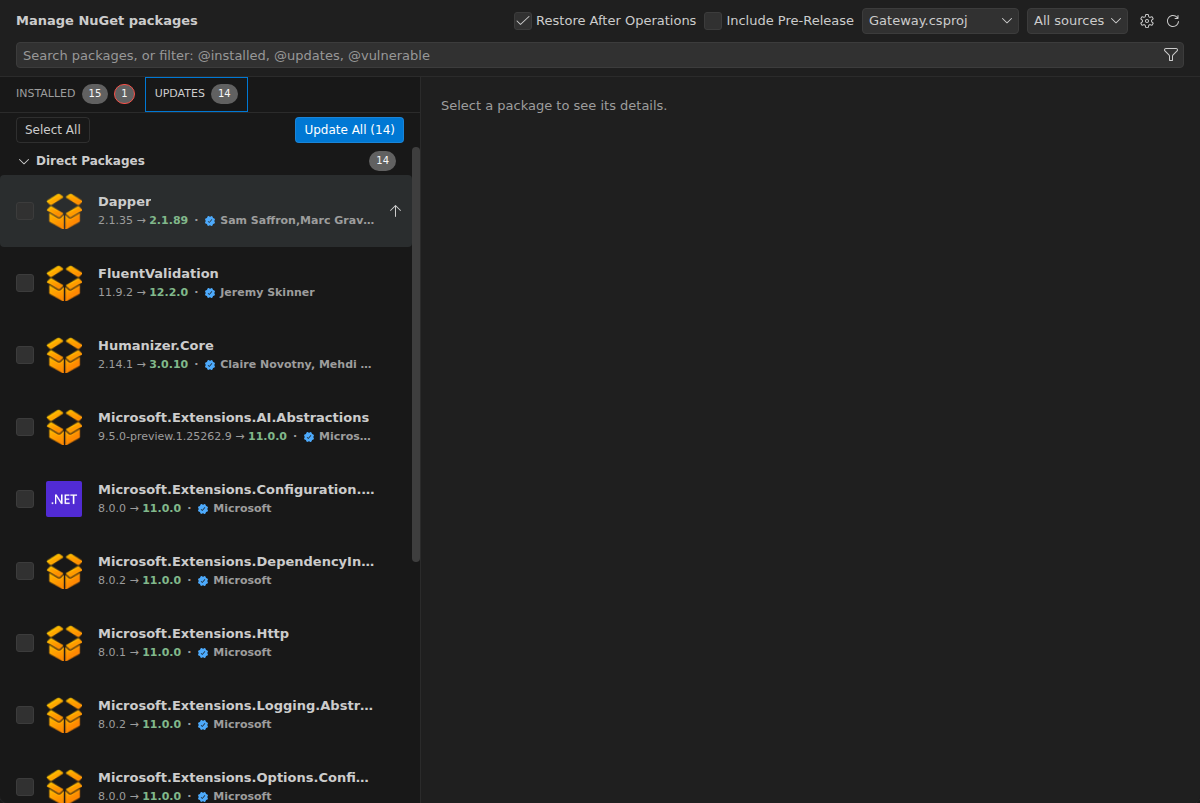 Manage NuGet packages
Restore After Operations
Include Pre-Release
Gateway.csproj
All sources
Search packages, or filter: @installed, @updates, @vulnerable
INSTALLED 15 1 UPDATES 14
Select a package to see its details.
Select All
Update All (14)
Direct Packages 14
Dapper
2.1.35 → 2.1.89 · Sam Saffron,Marc Grav...
FluentValidation
11.9.2 → 12.2.0 · Jeremy Skinner
Humanizer.Core
2.14.1 → 3.0.10 · Claire Novotny, Mehdi ...
Microsoft.Extensions.AI.Abstractions
9.5.0-preview.1.25262.9 → 11.0.0 · Micros...
.NET
Microsoft.Extensions.Configuration....
8.0.0 → 11.0.0 · Microsoft
Microsoft.Extensions.DependencyIn...
8.0.2 → 11.0.0 · Microsoft
Microsoft.Extensions.Http
8.0.1 → 11.0.0 · Microsoft
Microsoft.Extensions.Logging.Abstr...
8.0.2 → 11.0.0 · Microsoft
Microsoft.Extensions.Options.Confi...
8.0.0 → 11.0.0 · Microsoft